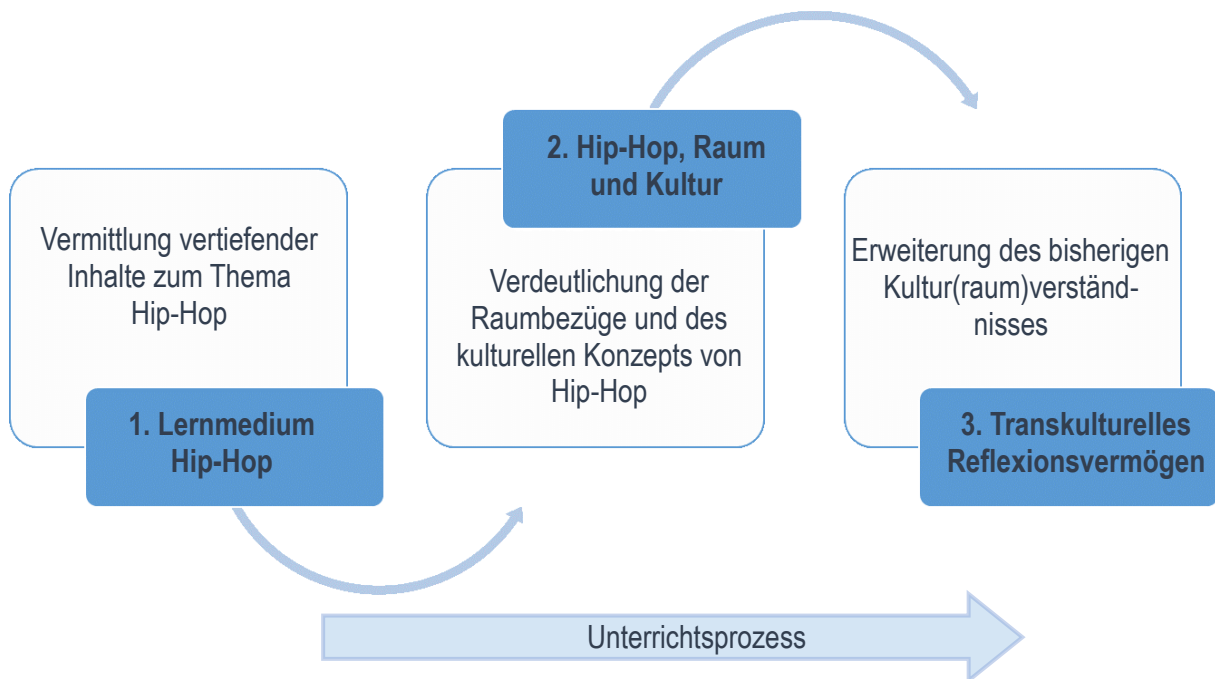 Vermittlung vertiefender
Inhalte zum Thema
Hip-Hop
1. Lernmedium
Hip-Hop
2. Hip-Hop, Raum
und Kultur
Verdeutlichung der
Raumbezüge und des
kulturellen Konzepts von
Hip-Hop
Erweiterung des bisherigen
Kultur(raum)verständ-
nisses
3. Transkulturelles
Reflexionsvermögen
Unterrichtsprozess